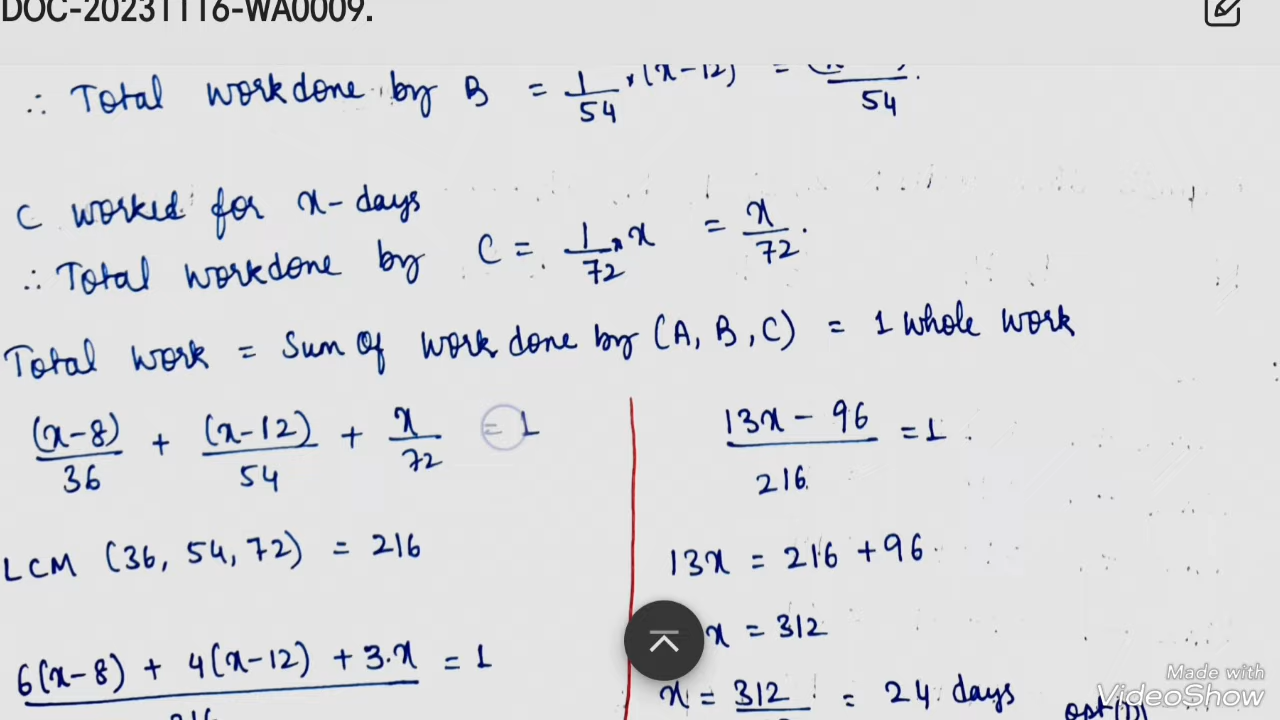 DOC-20231116-WA0009.
∴ Total workdone by B = 1/54 × (x-12) = /54.
C worked for x-days
∴ Total workdone by C = 1/72 × x = x/72.
Total work = Sum of work done by (A, B, C) = 1 whole work
(x-8)/36 + (x-12)/54 + x/72 = 1
LCM (36, 54, 72) = 216
6(x-8) + 4(x-12) + 3.x = 1
13x - 96/216 = 1
13x = 216 + 96
x = 312
x = 312 = 24 days
Made with
VideoShow